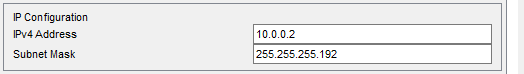 IP Configuration
IPv4 Address 10.0.0.2
Subnet Mask 255.255.255.192